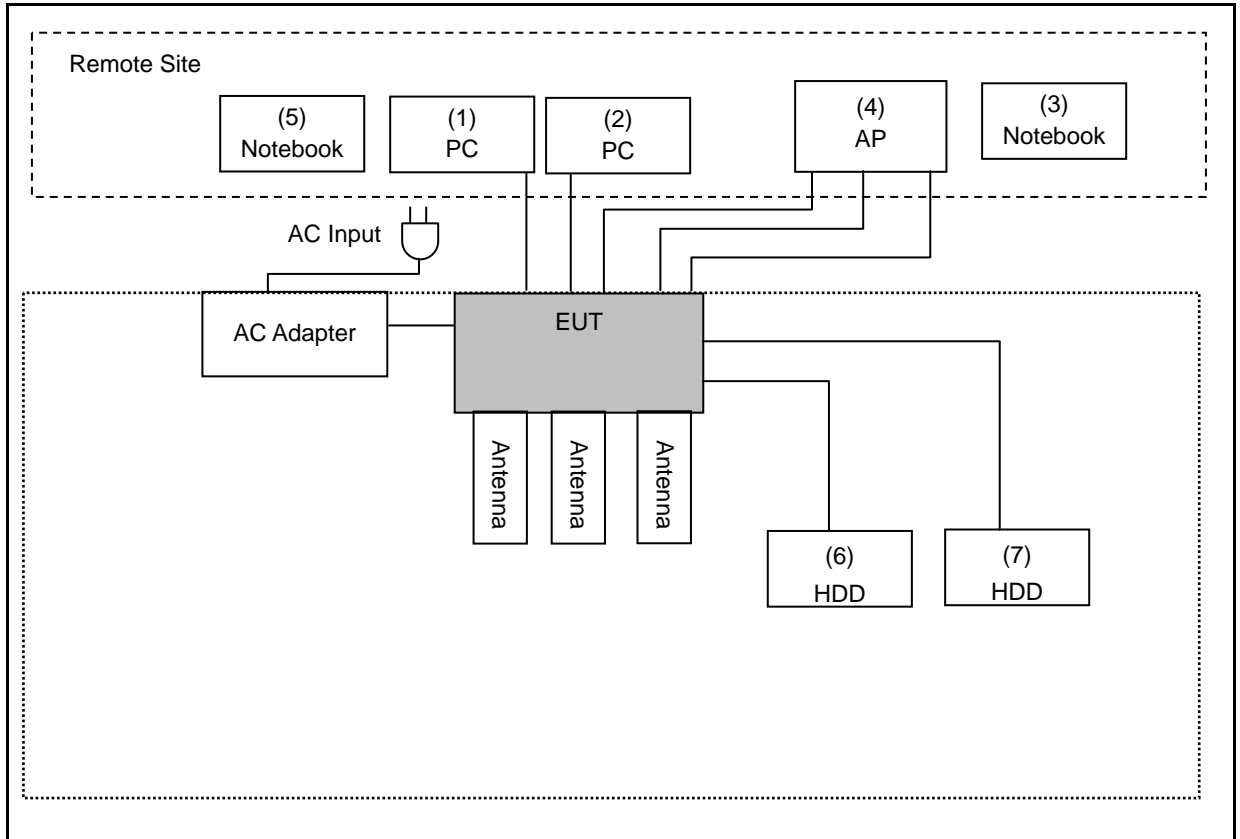 Remote Site
(5)
Notebook
(1)
PC
(2)
PC
(4)
AP
(3)
Notebook
AC Input
AC Adapter
EUT
Antenna
Antenna
Antenna
(6)
HDD
(7)
HDD